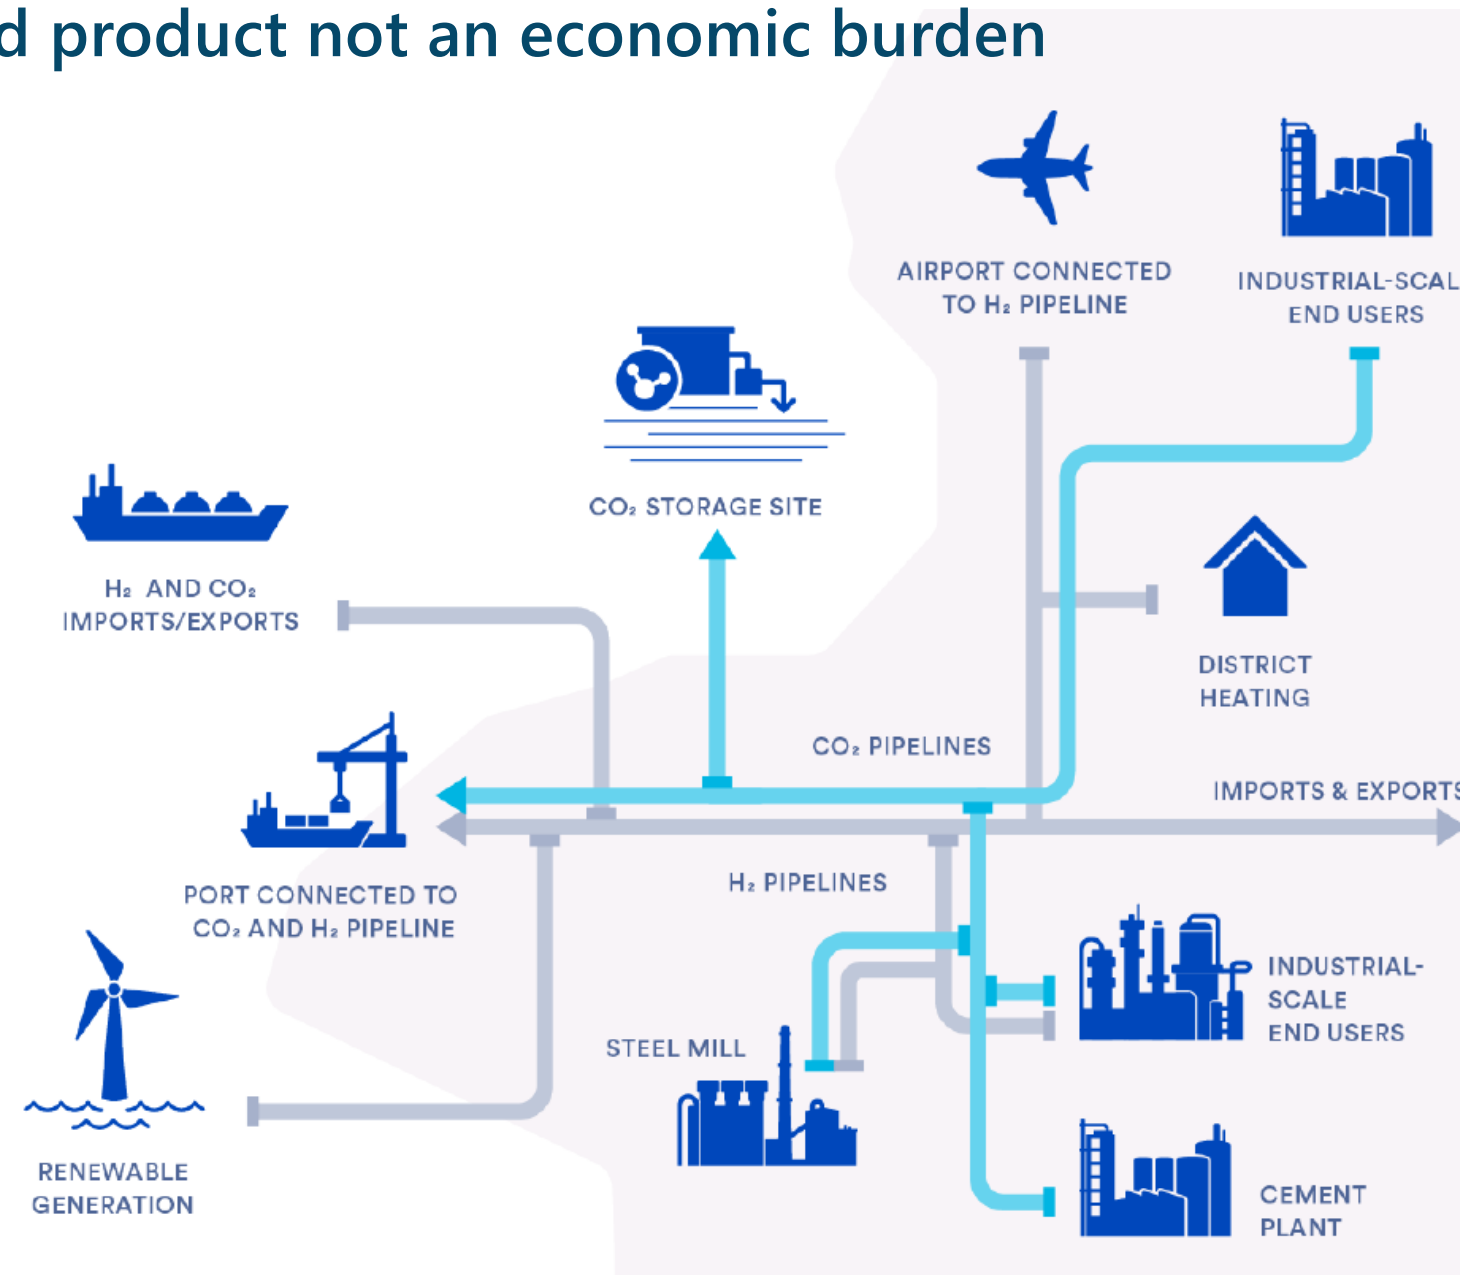 d product not an economic burden
AIRPORT CONNECTED
TO H₂ PIPELINE
INDUSTRIAL-SCAL
END USERS
CO₂ STORAGE SITE
H₂ AND CO₂
IMPORTS/EXPORTS
DISTRICT
HEATING
CO₂ PIPELINES
IMPORTS & EXPORTS
H₂ PIPELINES
PORT CONNECTED TO
CO₂ AND H₂ PIPELINE
INDUSTRIAL-
SCALE
END USERS
STEEL MILL
RENEWABLE
GENERATION
CEMENT
PLANT